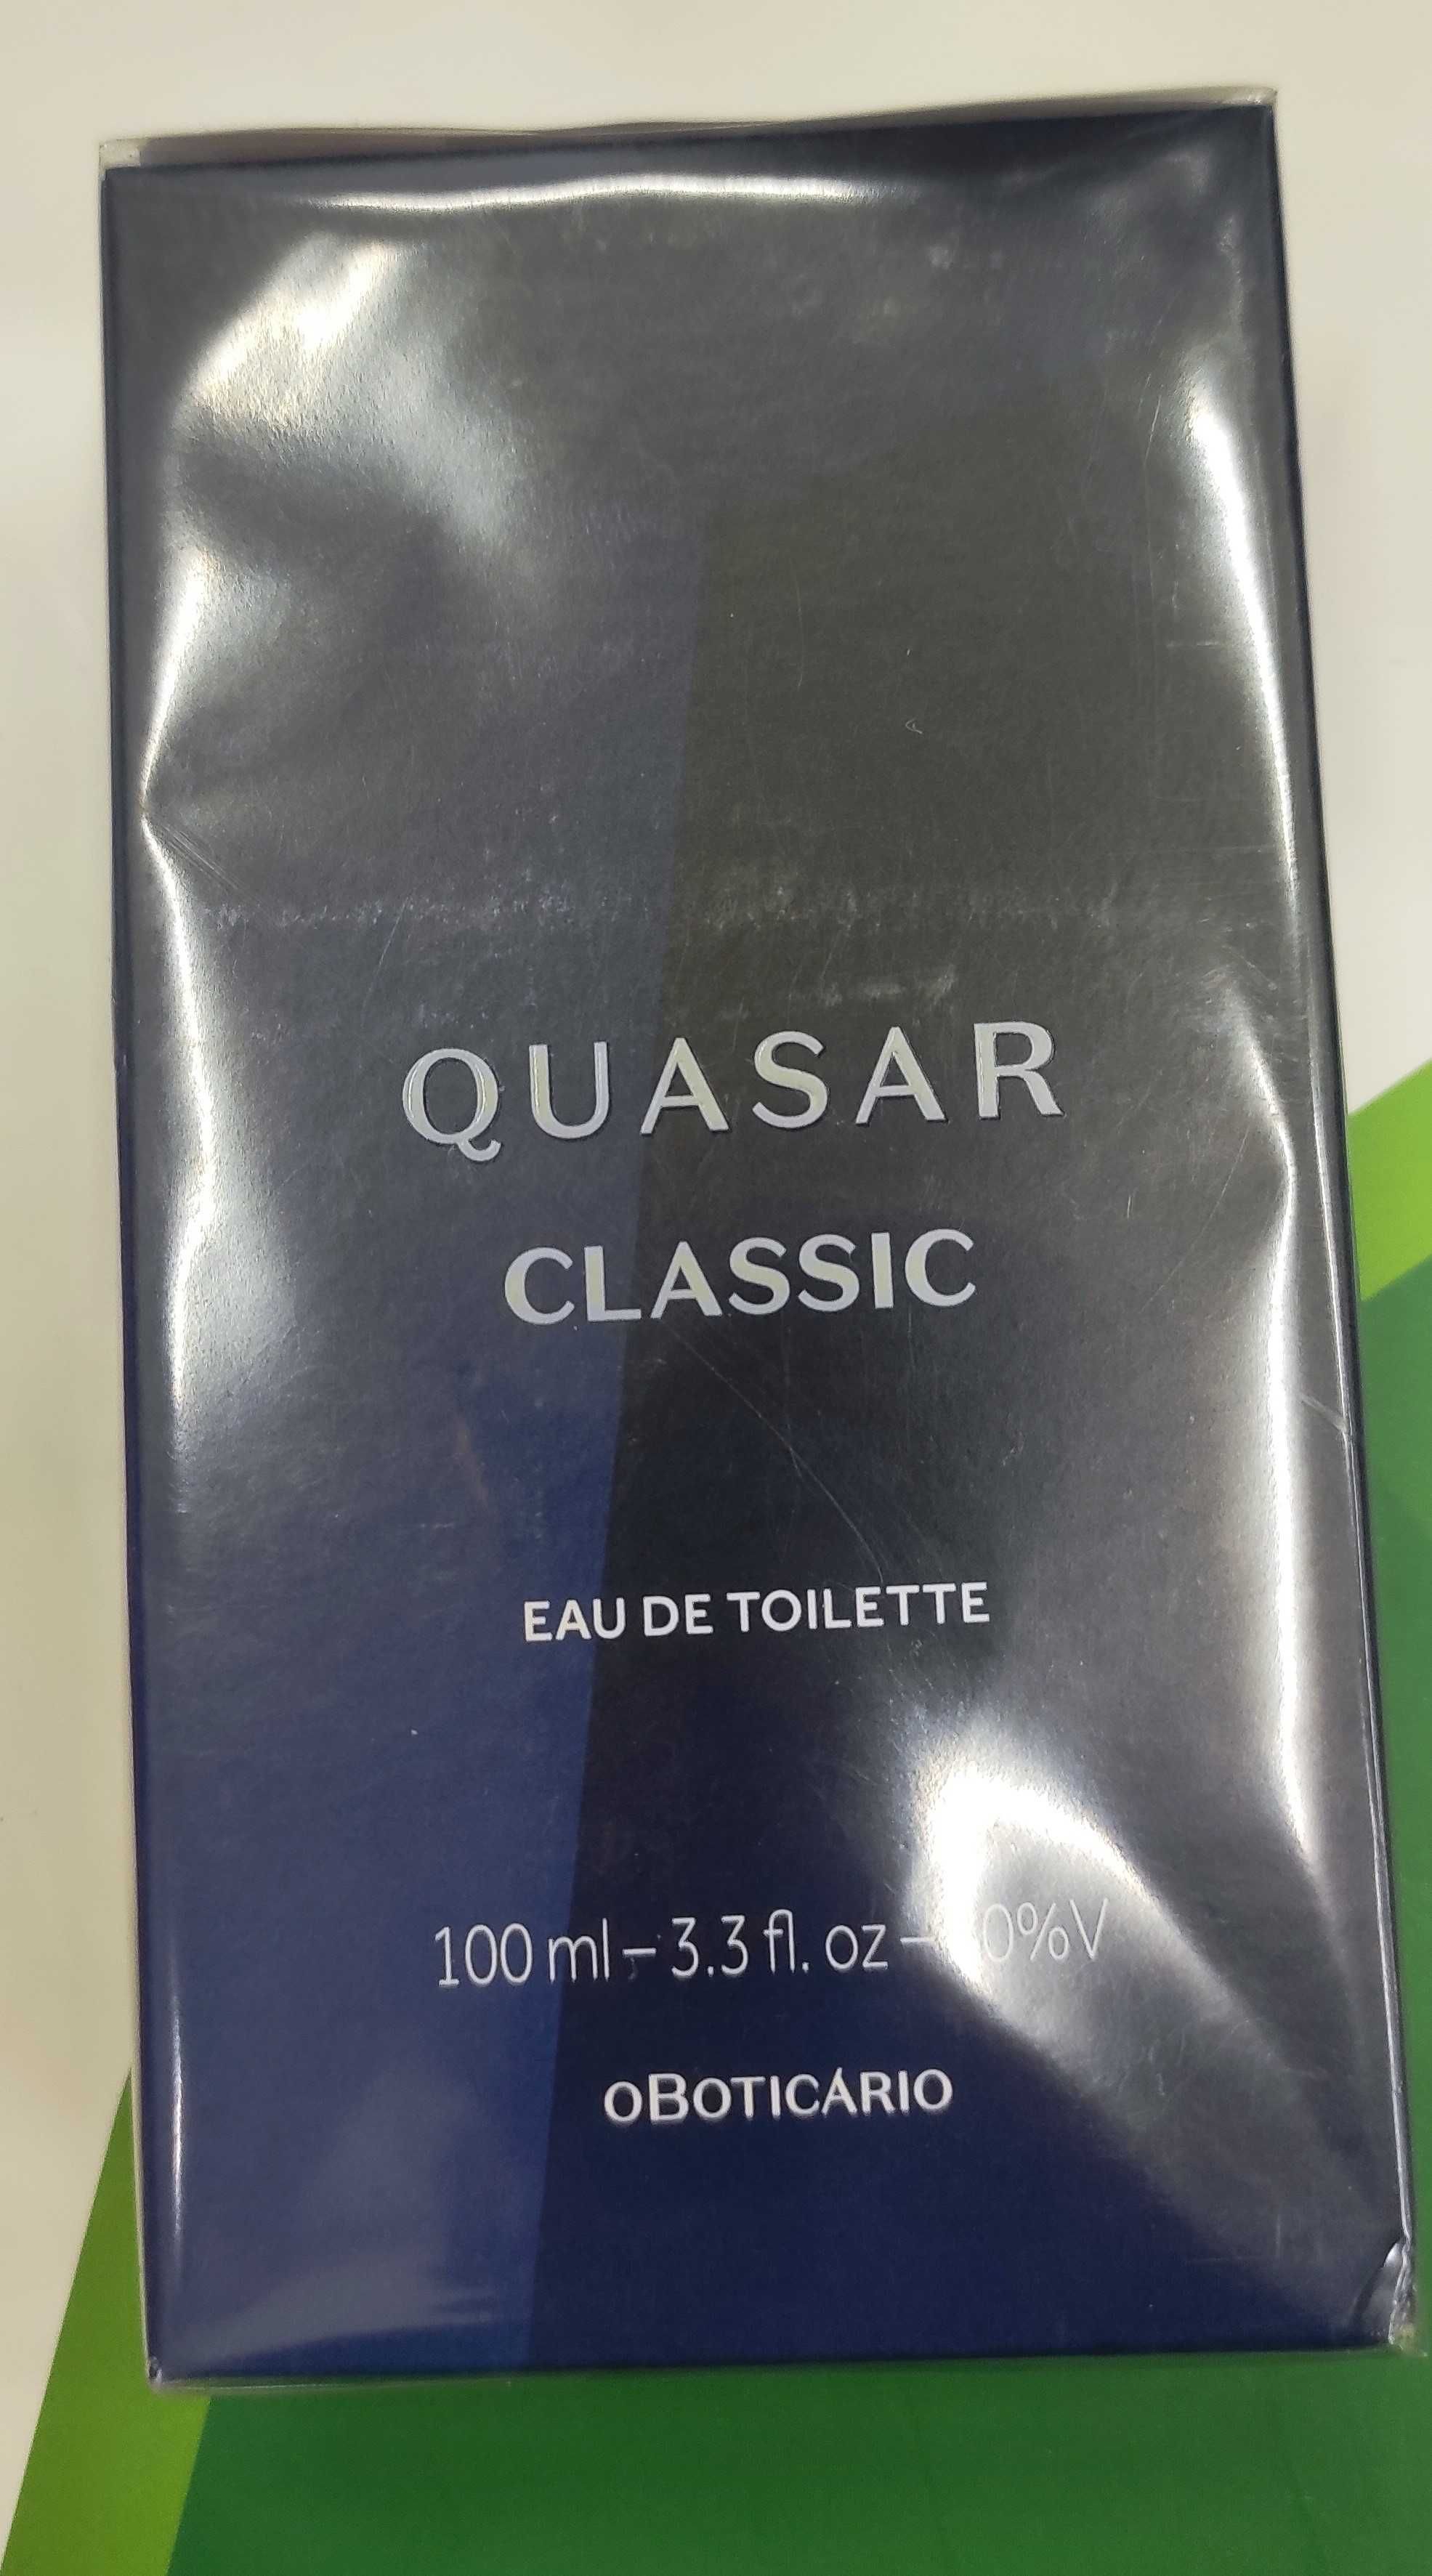 QUASAR
CLASSIC
EAU DE TOILETTE
100 ml – 3.3 fl. oz –
oBOTICÁRIO